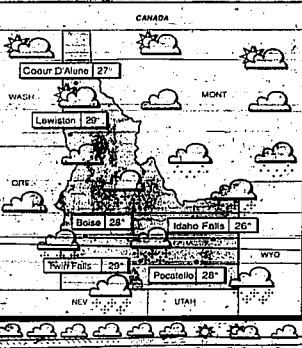 CANADA
Coeur D'Alene 27°
WASH
MONT
Lewiston 29°
ORE
Boise 28°
Idaho Falls 26°
WYO
Twin Falls 29°
Pocatello 28°
NEV
UTAH